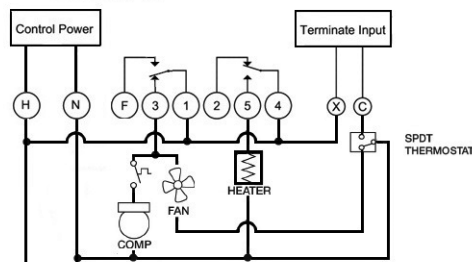 Control Power
Terminate Input
H
N
F
3
1
2
5
4
X
C
SPDT
THERMOSTAT
HEATER
FAN
COMP